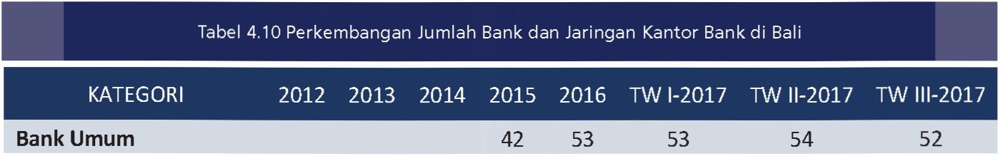 Tabel 4.10 Perkembangan Jumlah Bank dan Jaringan Kantor Bank di Bali
KATEGORI 2012 2013 2014 2015 2016 TW I-2017 TW II-2017 TW III-2017
Bank Umum 42 53 53 54 52